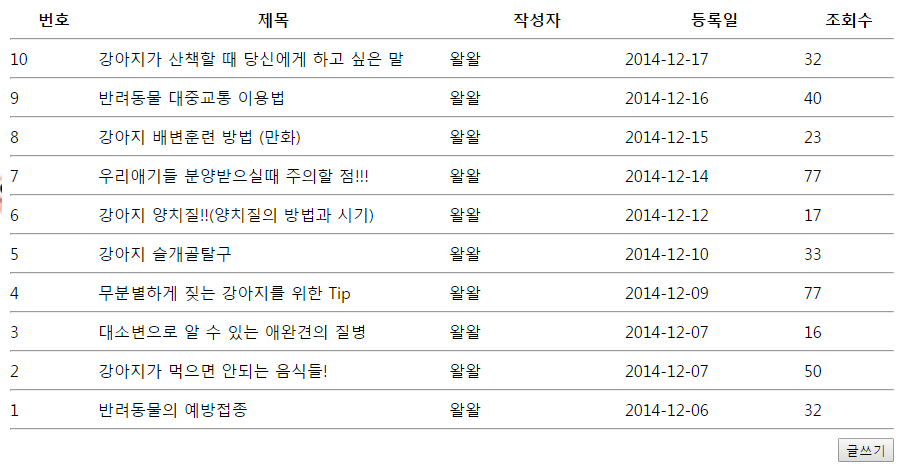 번호 제목 작성자 등록일 조회수
10 강아지가 산책할 때 당신에게 하고 싶은 말 왈왈 2014-12-17 32
9 반려동물 대중교통 이용법 왈왈 2014-12-16 40
8 강아지 배변훈련 방법 (만화) 왈왈 2014-12-15 23
7 우리애기들 분양받으실때 주의할 점!!! 왈왈 2014-12-14 77
6 강아지 양치질!!(양치질의 방법과 시기) 왈왈 2014-12-12 17
5 강아지 슬개골탈구 왈왈 2014-12-10 33
4 무분별하게 짖는 강아지를 위한 Tip 왈왈 2014-12-09 77
3 대소변으로 알 수 있는 애완견의 질병 왈왈 2014-12-07 16
2 강아지가 먹으면 안되는 음식들! 왈왈 2014-12-07 50
1 반려동물의 예방접종 왈왈 2014-12-06 32
글쓰기